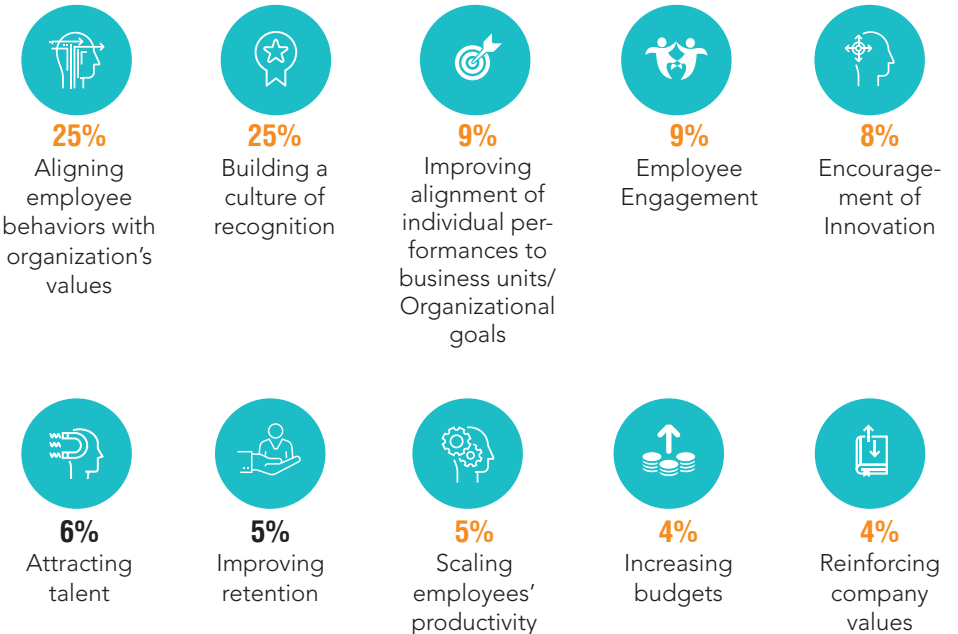 25%
Aligning
employee
behaviors with
organization's
values
25%
Building a
culture of
recognition
9%
Improving
alignment of
individual per-
formances to
business units/
Organizational
goals
9%
Employee
Engagement
8%
Encourage-
ment of
Innovation
6%
Attracting
talent
5%
Improving
retention
5%
Scaling
employees'
productivity
4%
Increasing
budgets
4%
Reinforcing
company
values